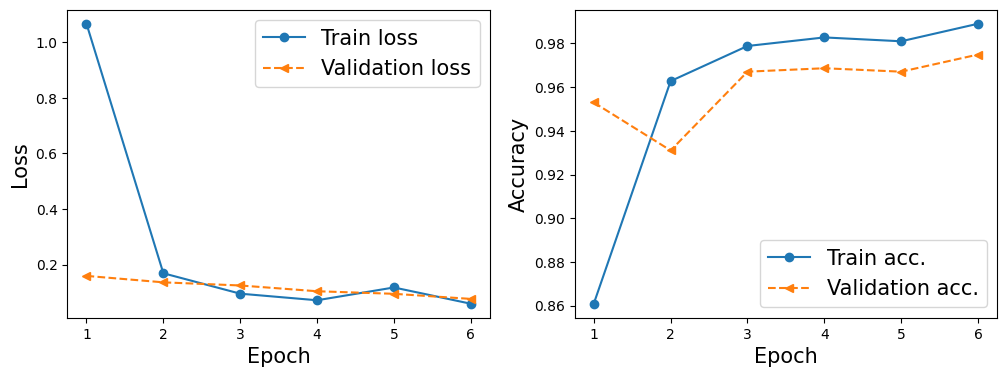 Train loss
Validation loss
1.0
0.8
0.6
0.4
0.2
Loss
1 2 3 4 5 6
Epoch
0.98
0.96
0.94
0.92
0.90
0.88
0.86
Accuracy
Train acc.
Validation acc.
1 2 3 4 5 6
Epoch